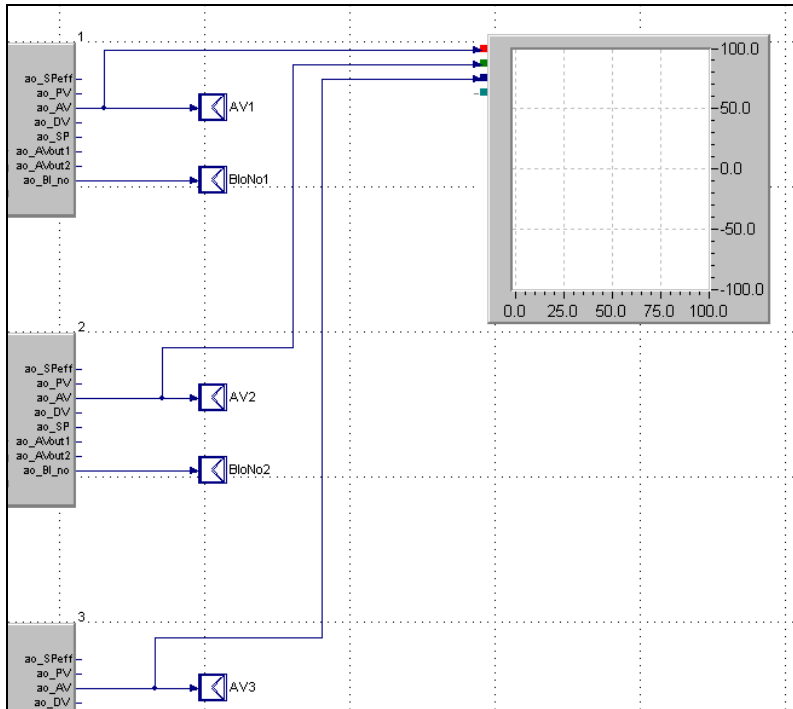 1
ao_SPeff
ao_PV
ao_AV
ao_DV
ao_SP
ao_AVout1
ao_AVout2
ao_Bl_no
AV1
BloNo1
100.0
50.0
0.0
-50.0
-100.0
0.0 25.0 50.0 75.0 100.0
2
ao_SPeff
ao_PV
ao_AV
ao_DV
ao_SP
ao_AVout1
ao_AVout2
ao_Bl_no
AV2
BloNo2
3
ao_SPeff
ao_PV
ao_AV
ao_DV
AV3